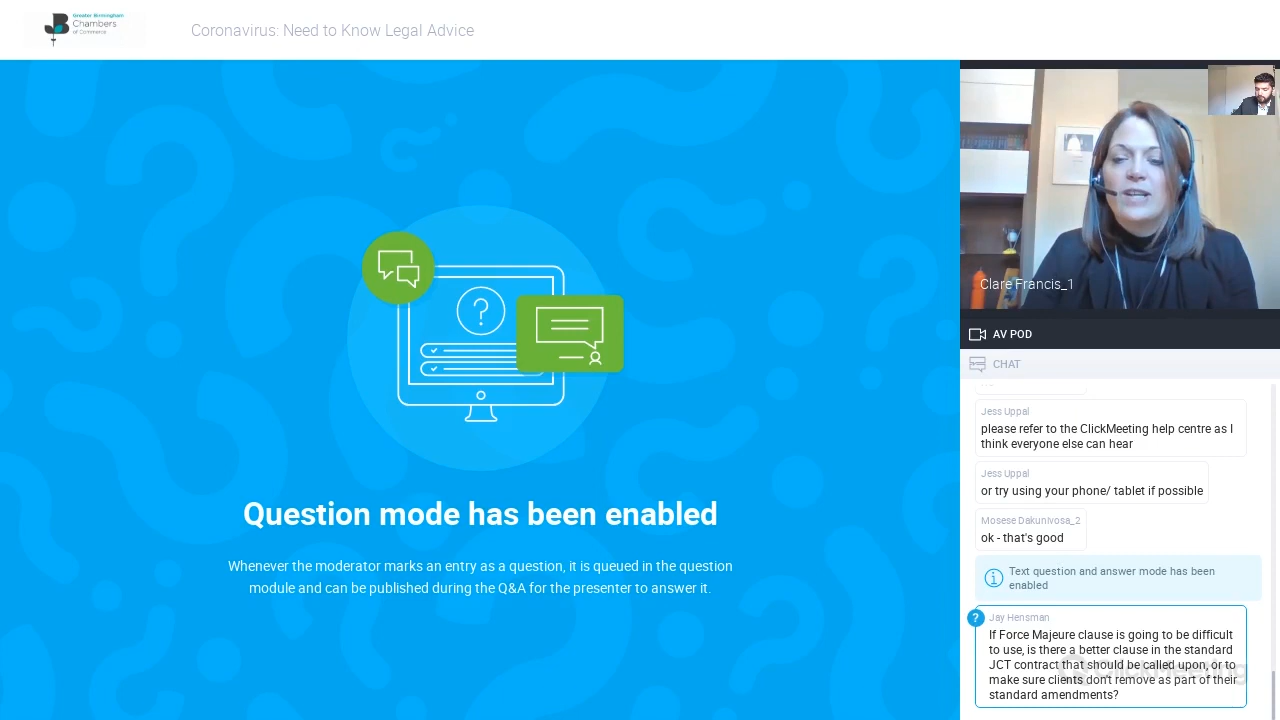 Greater Birmingham
Chambers
of Commerce
Coronavirus: Need to Know Legal Advice
Question mode has been enabled
Whenever the moderator marks an entry as a question, it is queued in the question
module and can be published during the Q&A for the presenter to answer it.
Clare Francis_1
AV POD
CHAT
Jess Uppal
please refer to the ClickMeeting help centre as I
think everyone else can hear
Jess Uppal
or try using your phone/ tablet if possible
Mosese Dakunivosa_2
ok - that's good
Text question and answer mode has been
enabled
?
Jay Hensman
If Force Majeure clause is going to be difficult
to use, is there a better clause in the standard
JCT contract that should be called upon, or to
make sure clients don't remove as part of their
standard amendments?
ClickMeeting